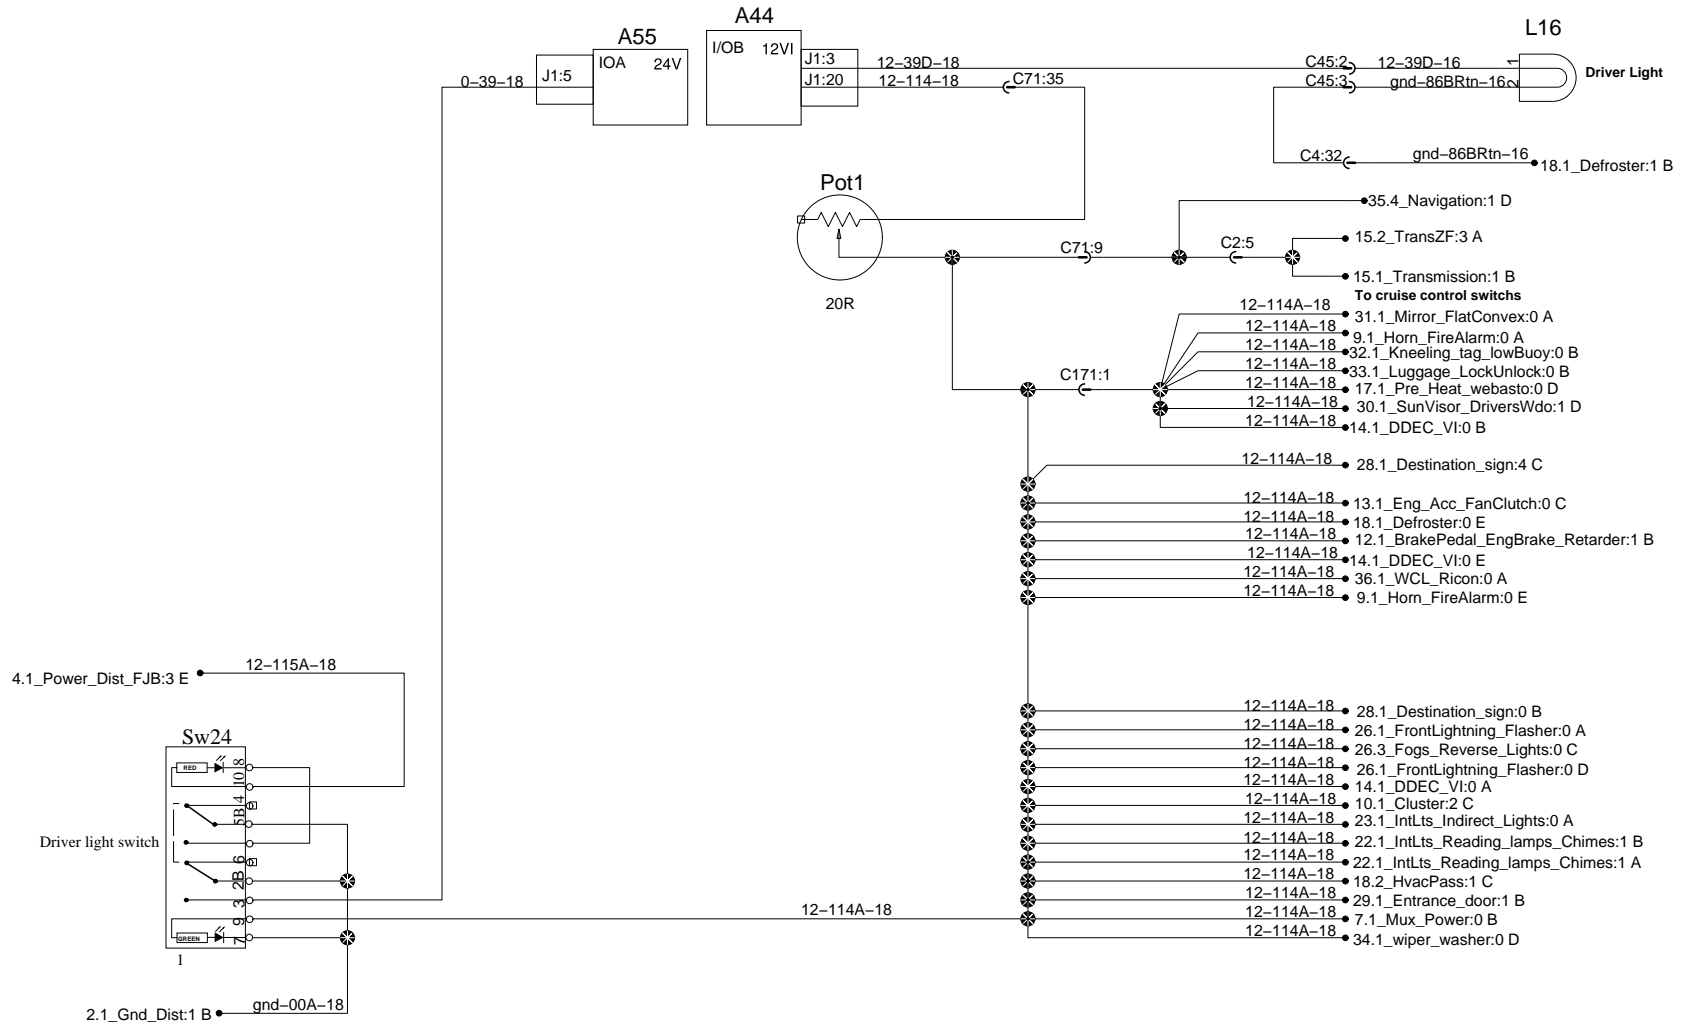 A44
L16
A55
I/OB 12VI
IOA 24V
J1:3
J1:20
J1:5
0–39–18
12–39D–18
12–114–18
C71:35
C45:2
12–39D–16
C45:3
gnd–86BRtn–16
1
2
Driver Light
C4:32
gnd–86BRtn–16
18.1_Defroster:1 B
Pot1
20R
35.4_Navigation:1 D
C71:9
C2:5
15.2_TransZF:3 A
15.1_Transmission:1 B
To cruise control switchs
12–114A–18 31.1_Mirror_FlatConvex:0 A
12–114A–18 9.1_Horn_FireAlarm:0 A
12–114A–18 32.1_Kneeling_tag_lowBuoy:0 B
12–114A–18 33.1_Luggage_LockUnlock:0 B
C171:1
12–114A–18 17.1_Pre_Heat_webasto:0 D
12–114A–18 30.1_SunVisor_DriversWdo:1 D
12–114A–18 14.1_DDEC_VI:0 B
12–114A–18 28.1_Destination_sign:4 C
12–114A–18 13.1_Eng_Acc_FanClutch:0 C
12–114A–18 18.1_Defroster:0 E
12–114A–18 12.1_BrakePedal_EngBrake_Retarder:1 B
12–114A–18 14.1_DDEC_VI:0 E
12–114A–18 36.1_WCL_Ricon:0 A
12–114A–18 9.1_Horn_FireAlarm:0 E
12–115A–18
4.1_Power_Dist_FJB:3 E
12–114A–18 28.1_Destination_sign:0 B
12–114A–18 26.1_FrontLightning_Flasher:0 A
12–114A–18 26.3_Fogs_Reverse_Lights:0 C
12–114A–18 26.1_FrontLightning_Flasher:0 D
12–114A–18 14.1_DDEC_VI:0 A
12–114A–18 10.1_Cluster:2 C
12–114A–18 23.1_IntLts_Indirect_Lights:0 A
12–114A–18 22.1_IntLts_Reading_lamps_Chimes:1 B
12–114A–18 22.1_IntLts_Reading_lamps_Chimes:1 A
12–114A–18 18.2_HvacPass:1 C
12–114A–18 29.1_Entrance_door:1 B
12–114A–18 7.1_Mux_Power:0 B
12–114A–18 34.1_wiper_washer:0 D
Sw24
RED
8
10
4
5B
Driver light switch
6
2B
3
9
GREEN
7
1
12–114A–18
gnd–00A–18
2.1_Gnd_Dist:1 B